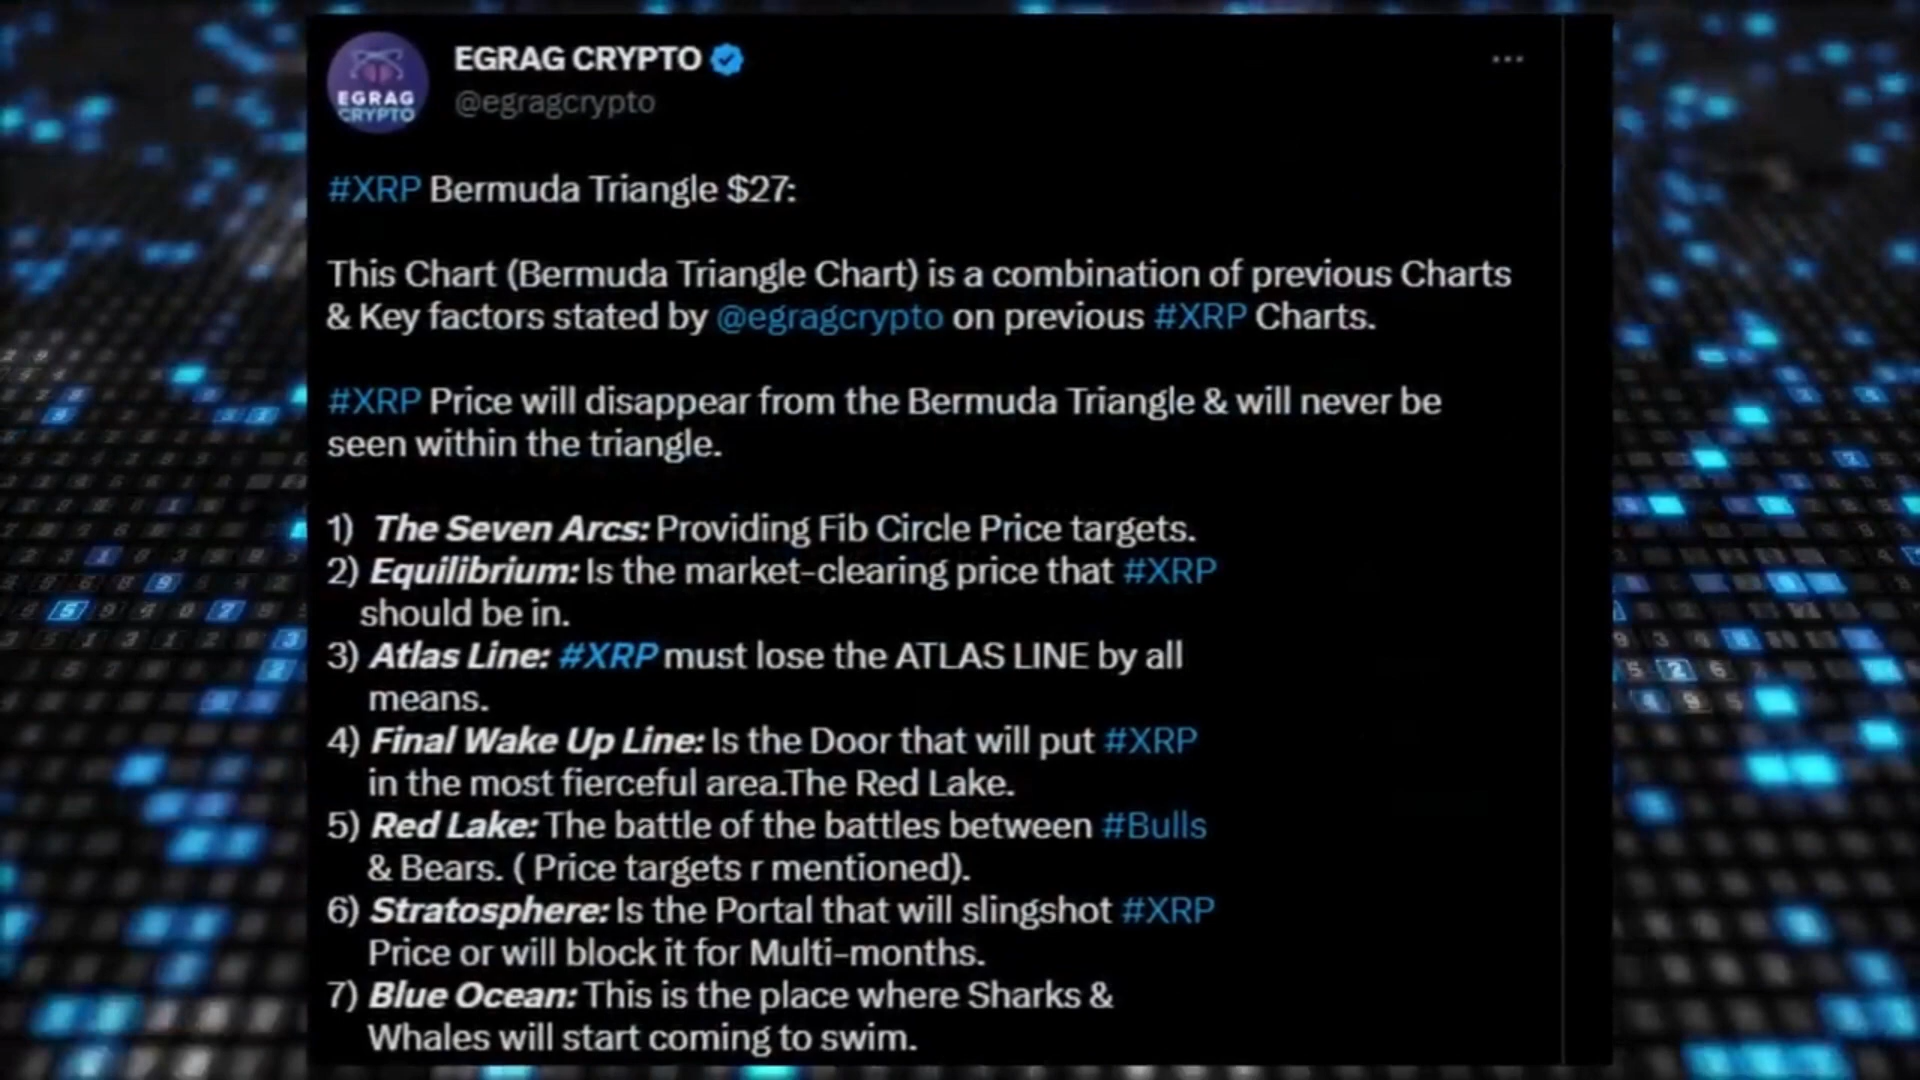 EGRAG CRYPTO
@egragcrypto
EGRAG
CRYPTO
#XRP Bermuda Triangle $27:
This Chart (Bermuda Triangle Chart) is a combination of previous Charts
& Key factors stated by @egragcrypto on previous #XRP Charts.
#XRP Price will disappear from the Bermuda Triangle & will never be
seen within the triangle.
1) The Seven Arcs: Providing Fib Circle Price targets.
2) Equilibrium: Is the market-clearing price that #XRP
should be in.
3) Atlas Line: #XRP must lose the ATLAS LINE by all
means.
4) Final Wake Up Line: Is the Door that will put #XRP
in the most fierceful area.The Red Lake.
5) Red Lake: The battle of the battles between #Bulls
& Bears. ( Price targets r mentioned).
6) Stratosphere: Is the Portal that will slingshot #XRP
Price or will block it for Multi-months.
7) Blue Ocean: This is the place where Sharks &
Whales will start coming to swim.